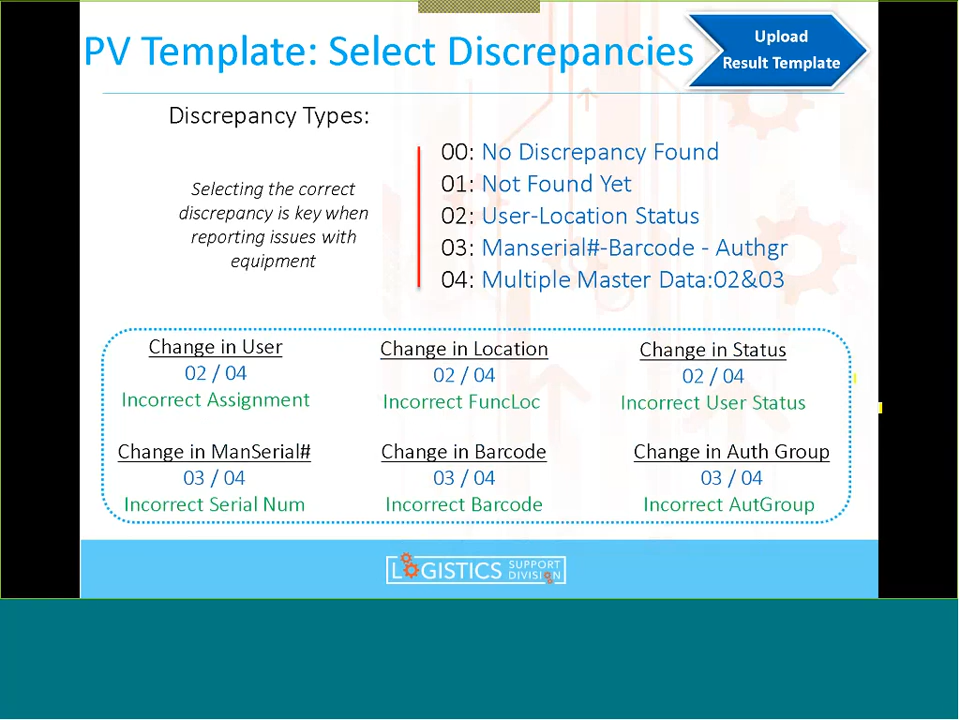 PV Template: Select Discrepancies
Upload
Result Template
Discrepancy Types:
Selecting the correct
discrepancy is key when
reporting issues with
equipment
00: No Discrepancy Found
01: Not Found Yet
02: User-Location Status
03: Manserial#-Barcode - Authgr
04: Multiple Master Data:02&03
Change in User
02 / 04
Incorrect Assignment
Change in Location
02 / 04
Incorrect FuncLoc
Change in Status
02 / 04
Incorrect User Status
Change in ManSerial#
03 / 04
Incorrect Serial Num
Change in Barcode
03 / 04
Incorrect Barcode
Change in Auth Group
03 / 04
Incorrect AutGroup
LOGISTICS SUPPORT DIVISION